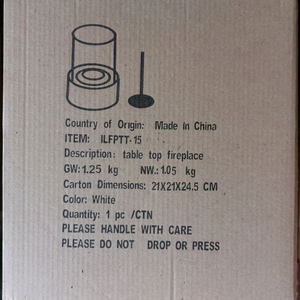 Country of Origin: Made In China
ITEM: ILFPTT-15
Description: table top fireplace
GW: 1.25 kg NW.: 1.05 kg
Carton Dimensions: 21X21X24.5 CM
Color: White
Quantity: 1 pc /CTN
PLEASE HANDLE WITH CARE
PLEASE DO NOT DROP OR PRESS